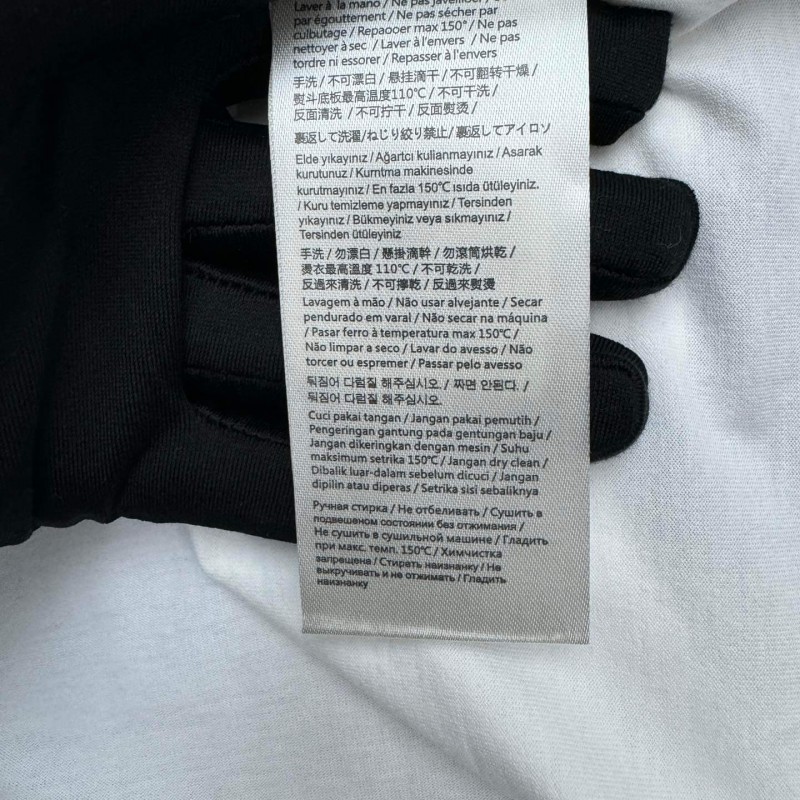 Laver à la mano / Ne pas javelliser /
par égouttement / Ne pas sécher par
culbutage / Repaooer max 150° / Ne pas
nettoyer à sec / Laver à l'envers / Ne pas
tordre ni essorer / Repasser à l'envers
手洗 / 不可漂白 / 悬挂滴干 / 不可翻转干燥 /
熨斗底板最高温度110℃ / 不可干洗 /
反面清洗 / 不可拧干 / 反面熨烫 /
裏返して洗濯/ねじり絞り禁止/裏返してアイロソ
Elde yıkayınız / Ağartıcı kulianmayınız / Asarak
kurutunuz / Kurntma makinesinde
kurutmayınız / En fazla 150℃ ısıda ütüleyiniz.
/ Kuru temizleme yapmayınız / Tersinden
yıkayınız / Bükmeyiniz veya sıkmayınız /
Tersinden ütüleyiniz
手洗 / 勿漂白 / 懸掛滴幹 / 勿滾筒烘乾 /
燙衣最高溫度 110℃ / 不可乾洗 /
反過來清洗 / 不可擰乾 / 反過來熨燙
Lavagem à mão / Não usar alvejante / Secar
pendurado em varal / Não secar na máquina
/ Pasar ferro à temperatura max 150℃ /
Não limpar a seco / Lavar do avesso / Não
torcer ou espremer / Passar pelo avesso
뒤짐어 다럼질 해주심시오. / 짜면 안된다. /
뒤짐어 다럼질 해주심시오.
Cuci pakai tangan / Jangan pakai pemutih /
Pengeringan gantung pada gentungan baju /
Jangan dikeringkan dengan mesin / Suhu
maksimum setrika 150℃ / Jangan dry clean /
Dibalik luar-dalam sebelum dicuci / Jangan
dipilin atau diperas / Setrika sisi sebaliknya
Ручная стирка / Не отбеливать / Сушить в
подвешеном состоянии без отжимания /
Не сушить в сушильной машине / Гладить
при макс. темп. 150℃ / Химчистка
запрещена / Стирать наизнанку / Не
выкручивать и не отжимать / Гладить
наизнанку